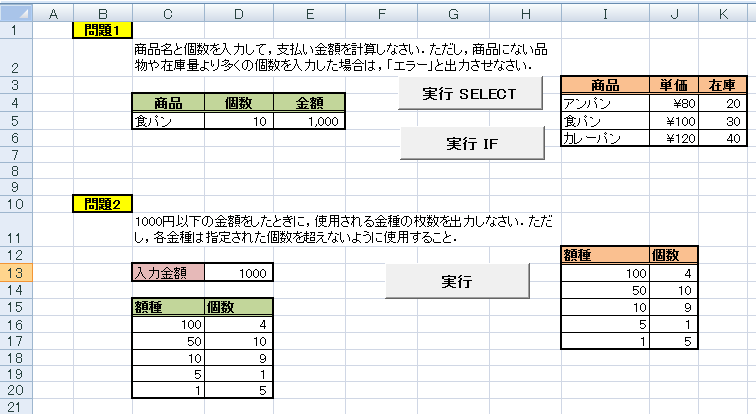 A B C D E F G H I J K
1 問題1
商品名と個数を入力して，支払い金額を計算しなさい．ただし，商品にない品
2 物や在庫量より多くの個数を入力した場合は，「エラー」と出力させなさい．
3 実行 SELECT 商品 単価 在庫
4 商品 個数 金額 アンパン ¥80 20
5 食パン 10 1,000 食パン ¥100 30
6 実行 IF カレーパン ¥120 40
7
8
9
10 問題2
1000円以下の金額をしたときに，使用される金種の枚数を出力しなさい．ただ
11 し，各金種は指定された個数を超えないように使用すること．
12 額種 個数
13 入力金額 1000 実行 100 4
14 50 10
15 額種 個数 10 9
16 100 4 5 1
17 50 10 1 5
18 10 9
19 5 1
20 1 5
21